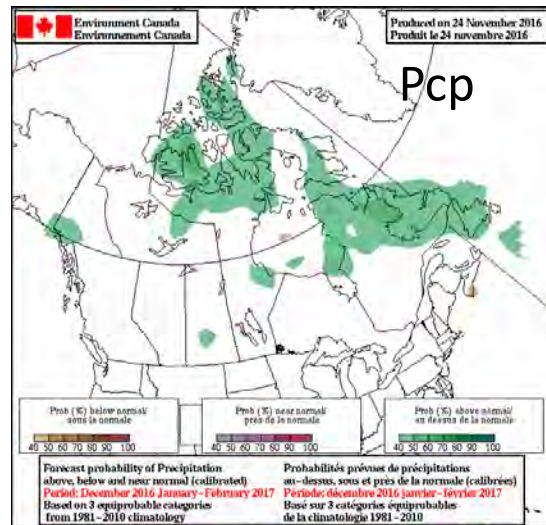 Environment Canada
Environnement Canada
Produced on 24 November 2016
Produit le 24 novembre 2016
Pcp
Prob (%) below normal/
sous la normale
40 50 60 70 80 90 100
Prob (%) near normal/
près de la normale
40 50 60 70 80 90 100
Prob (%) above normal/
au dessus de la normale
40 50 60 70 80 90 100
Forecast probability of Precipitation
above, below and near normal (calibrated)
Period: December 2016 January - February 2017
Based on 3 equiprobable categories
from 1981-2010 climatology
Probabilités prévues de précipitations
au-dessus, sous et près de la normale (calibrées)
Période: décembre 2016 janvier-février 2017
Basé sur 3 catégories équiprobables
de la climatologie 1981-2010